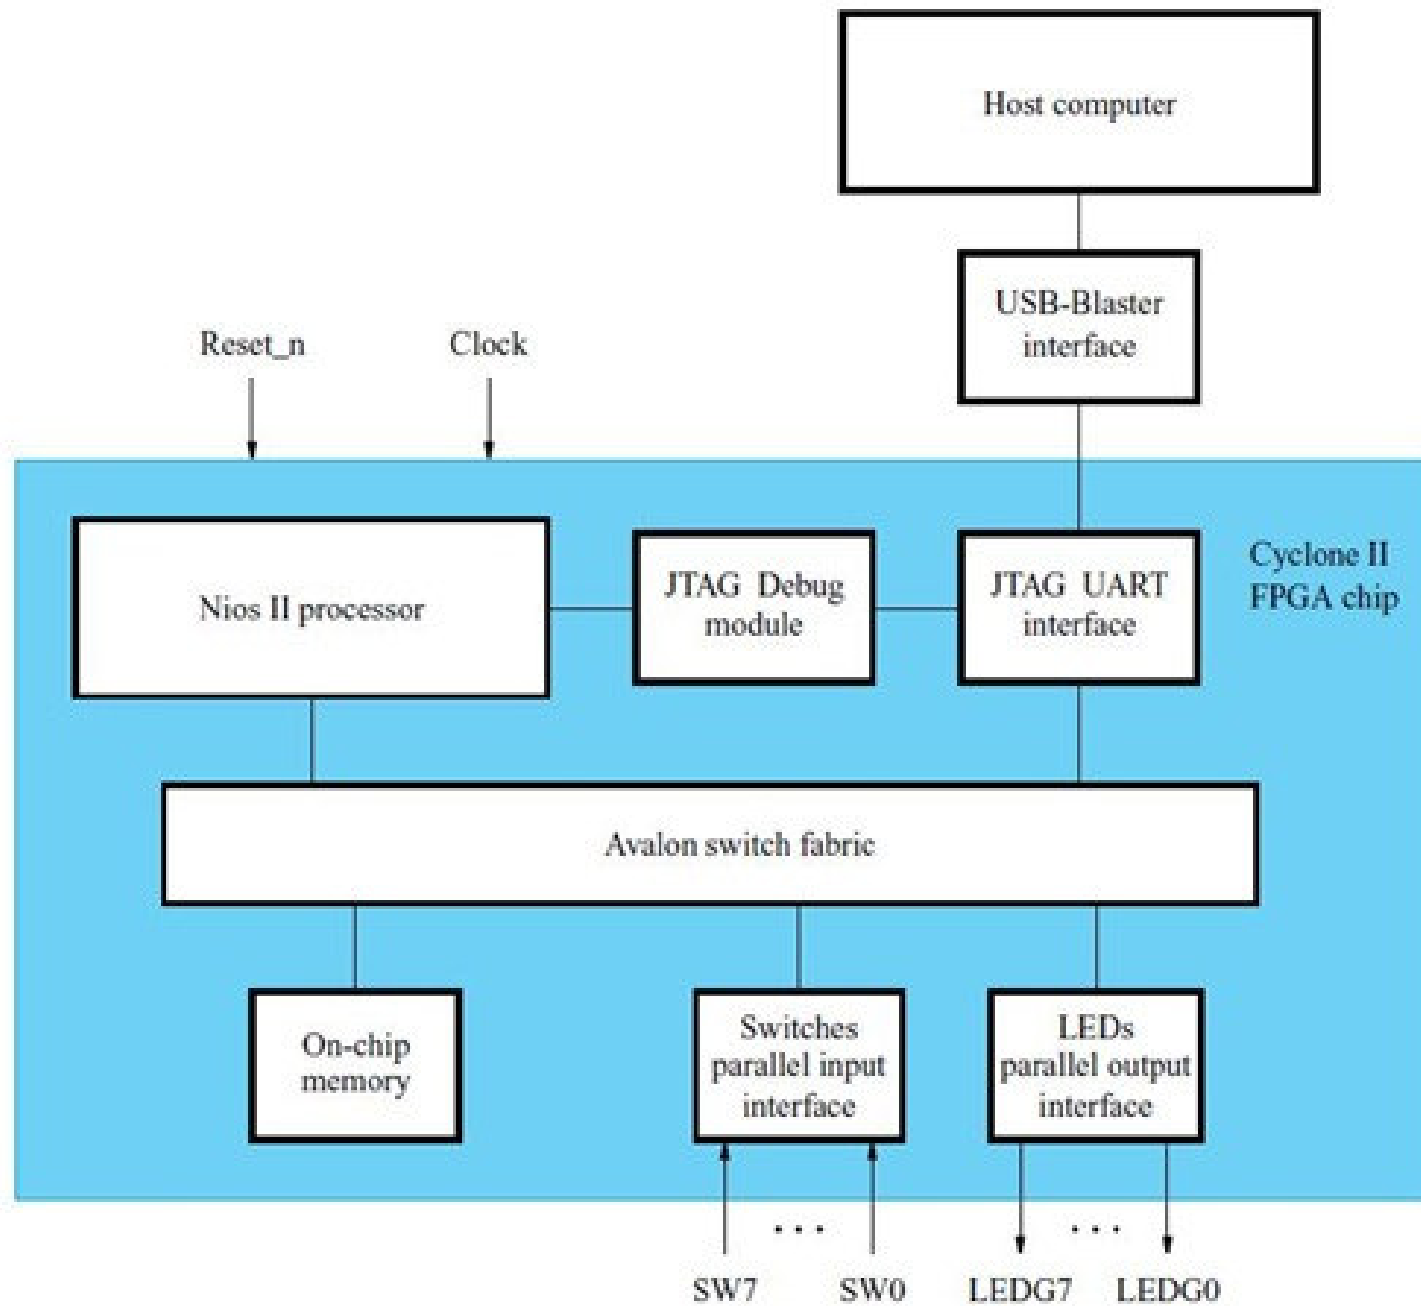 Host computer
USB-Blaster
interface
Reset_n
Clock
Nios II processor
JTAG Debug
module
JTAG UART
interface
Cyclone II
FPGA chip
Avalon switch fabric
On-chip
memory
Switches
parallel input
interface
LEDs
parallel output
interface
SW7 ... SW0
LEDG7 ... LEDG0